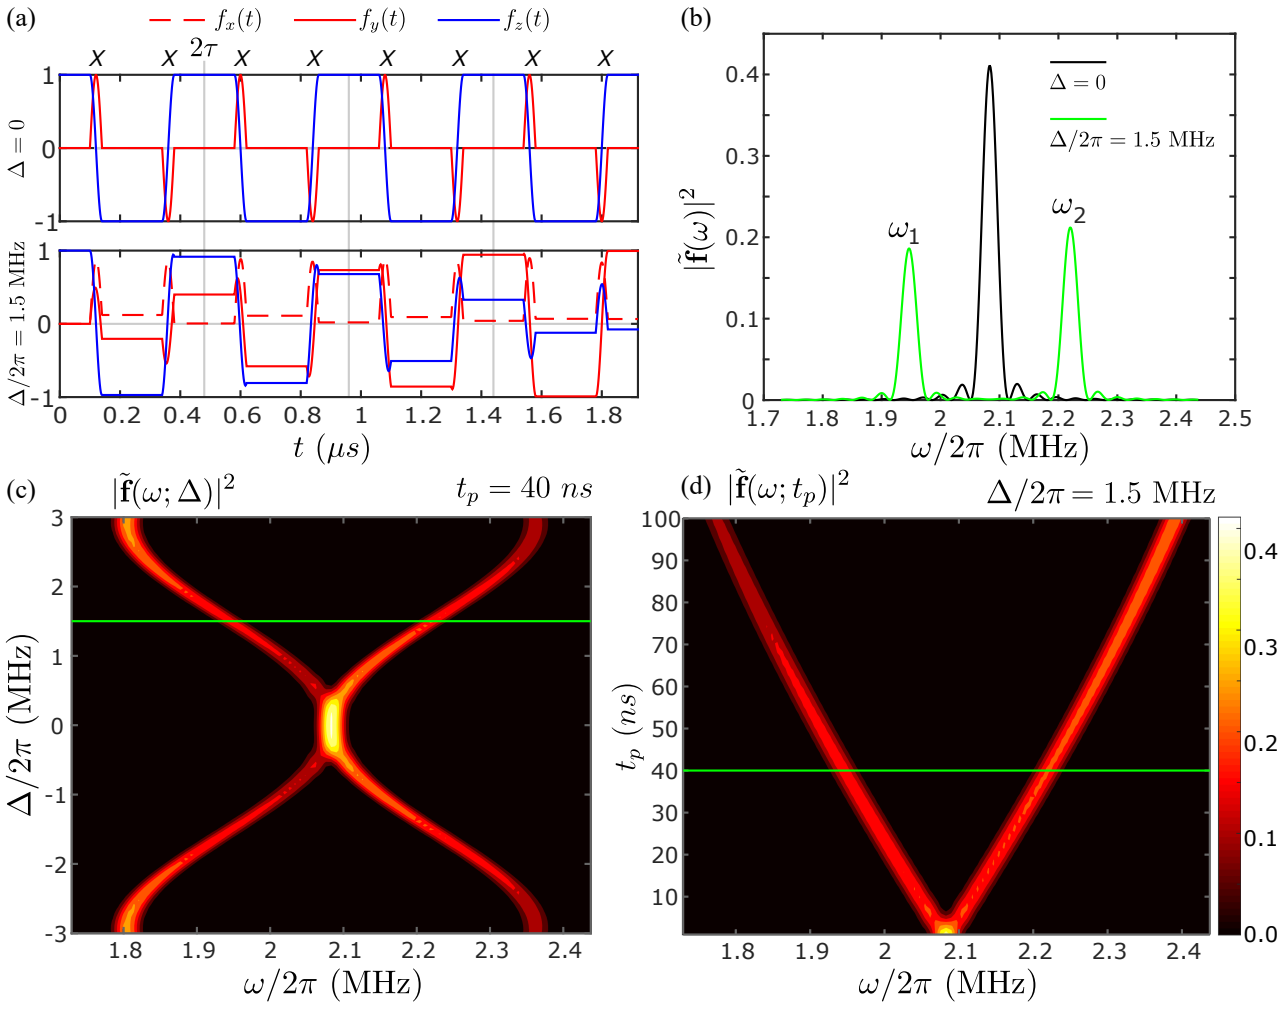 (a)
f_x(t) f_y(t) f_z(t)
X X 2π X X X X X X
1
0
-1
Δ = 0
1
0
-1
Δ/2π = 1.5 MHz
0 0.2 0.4 0.6 0.8 1 1.2 1.4 1.6 1.8
t (μs)
(b)
0.4
0.3
0.2
0.1
0
|f̃(ω)|²
Δ = 0
Δ/2π = 1.5 MHz
ω₁
ω₂
1.7 1.8 1.9 2 2.1 2.2 2.3 2.4 2.5
ω/2π (MHz)
(c) |f̃(ω; Δ)|² t_p = 40 ns
3
2
1
0
-1
-2
-3
Δ/2π (MHz)
1.8 1.9 2 2.1 2.2 2.3 2.4
ω/2π (MHz)
(d) |f̃(ω; t_p)|² Δ/2π = 1.5 MHz
100
90
80
70
60
50
40
30
20
10
t_p (ns)
1.8 1.9 2 2.1 2.2 2.3 2.4
ω/2π (MHz)
0.4
0.3
0.2
0.1
0.0